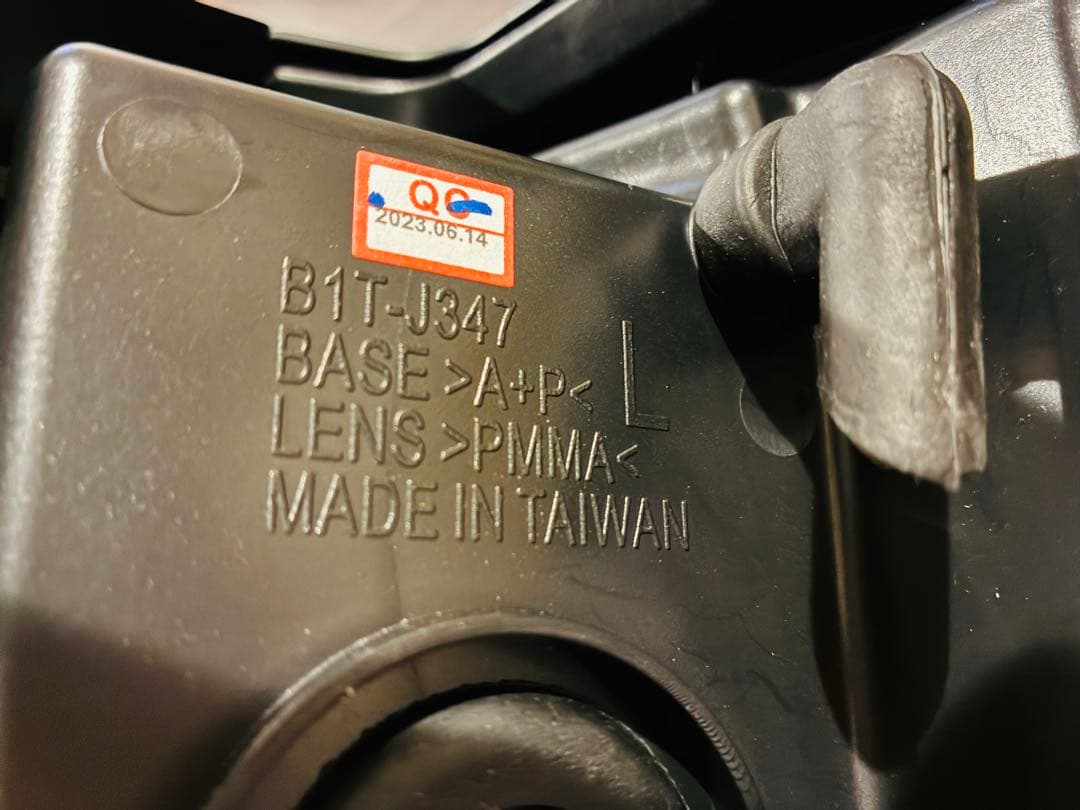 QC
2023.06.14
B1T-J347
BASE >A+P<
L
LENS >PMMA<
MADE IN TAIWAN